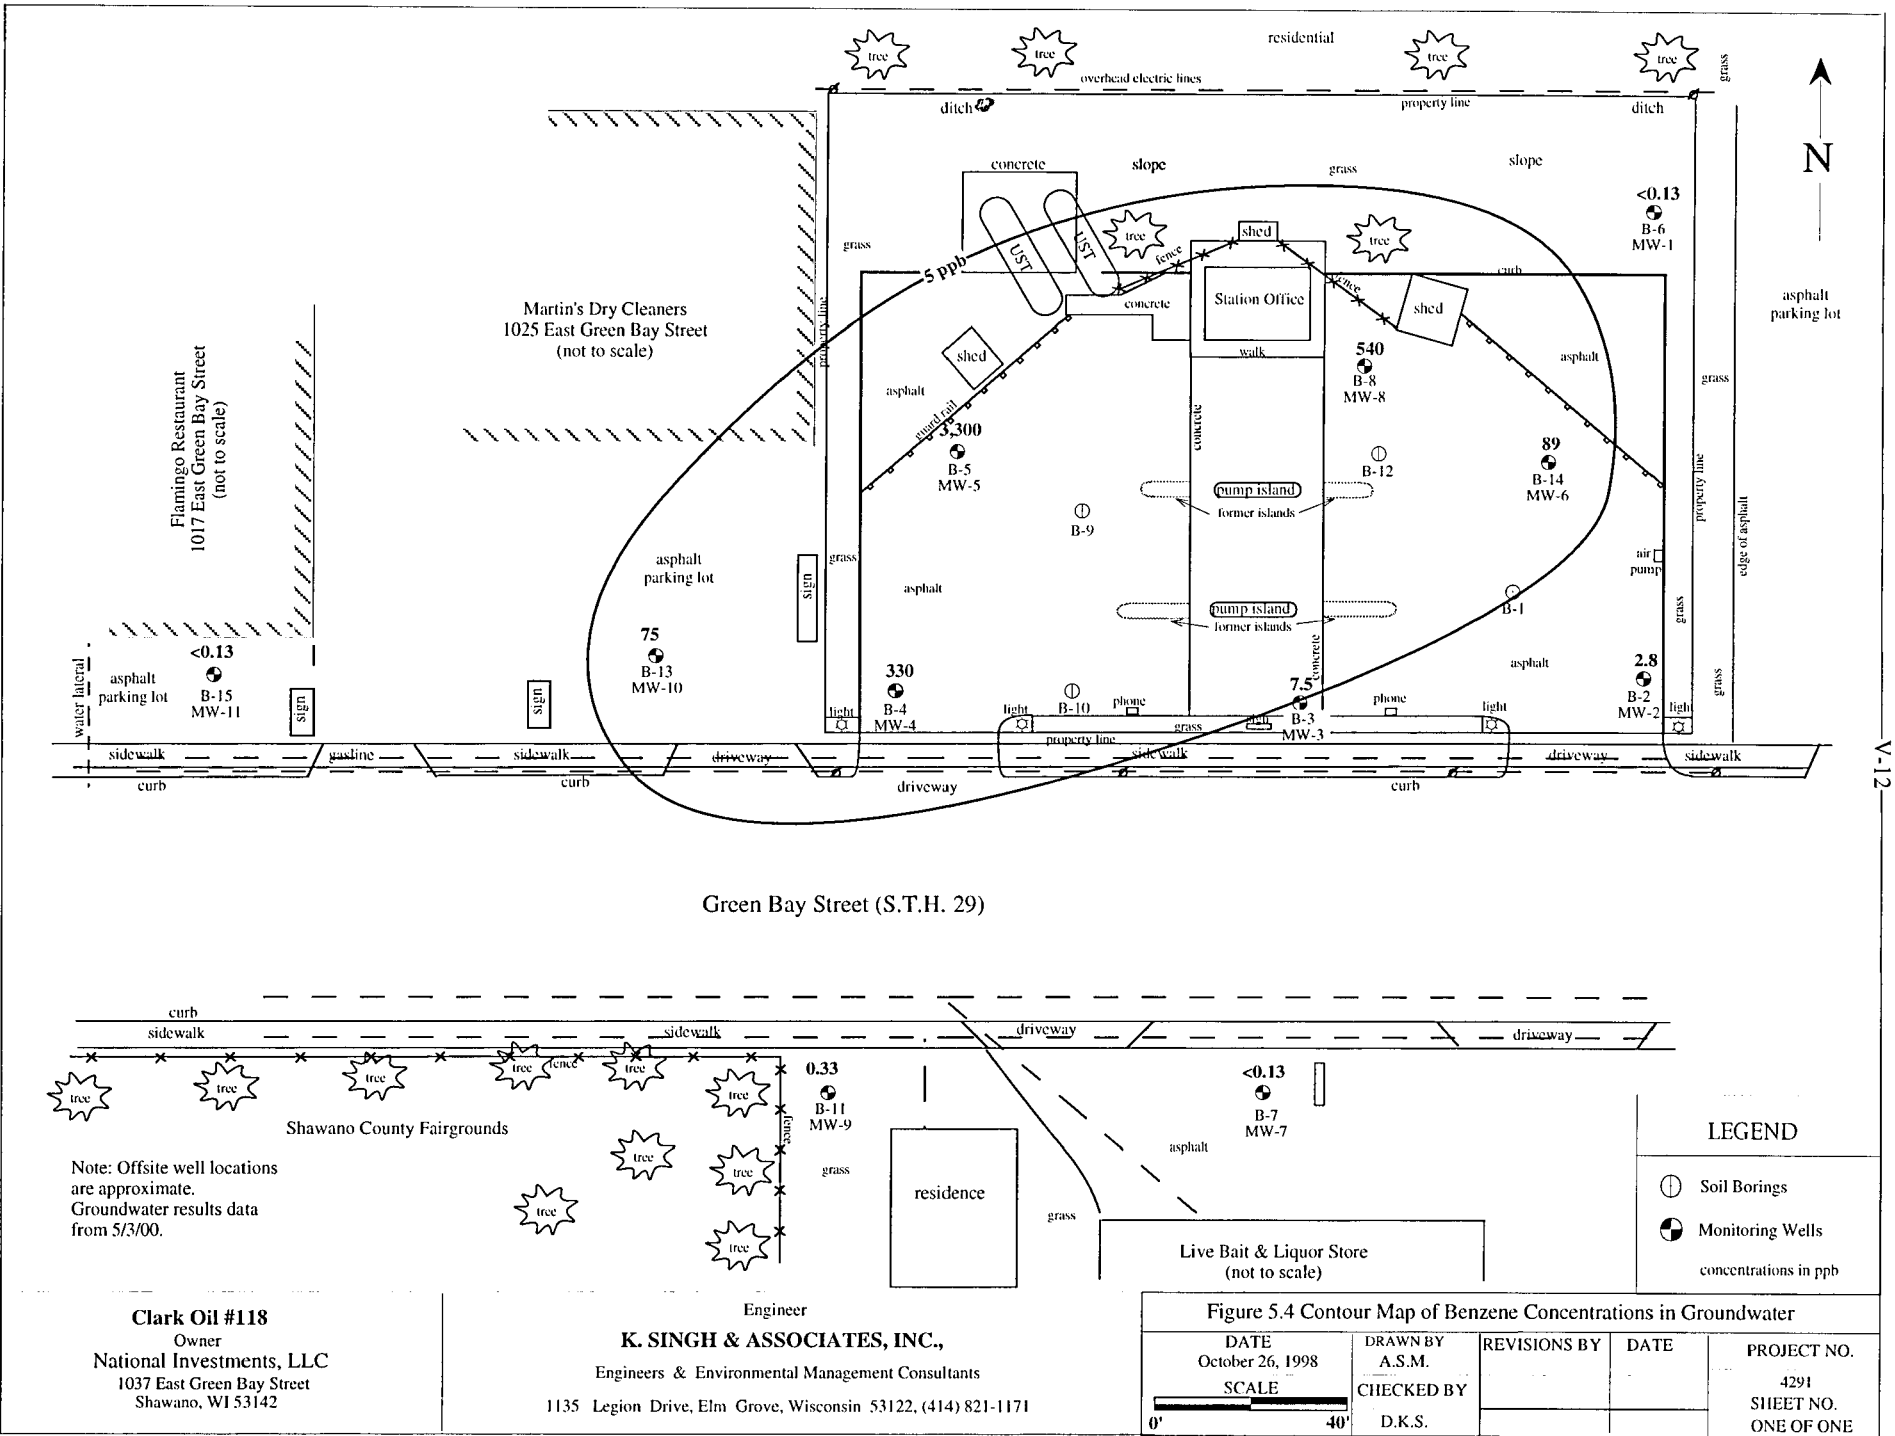 residential
tree
tree
tree
tree
grass
overhead electric lines
ditch
property line
ditch
N
concrete
slope
grass
slope
<0.13
B-6
MW-1
grass
UST
UST
tree
fence
shed
tree
fence
curb
5 ppb
asphalt
parking lot
Martin's Dry Cleaners
1025 East Green Bay Street
(not to scale)
property line
concrete
Station Office
shed
shed
walk
540
B-8
MW-8
asphalt
grass
Flamingo Restaurant
1017 East Green Bay Street
(not to scale)
asphalt
guard rail
3,300
B-5
MW-5
concrete
B-12
89
B-14
MW-6
pump island
former islands
B-9
property line
edge of asphalt
asphalt
parking lot
sign
grass
asphalt
air
pump
B-1
pump island
former islands
grass
concrete
<0.13
B-15
MW-11
asphalt
parking lot
water lateral
sign
sign
75
B-13
MW-10
330
B-4
MW-4
B-10
phone
7.5
B-3
MW-3
phone
asphalt
2.8
B-2
MW-2
grass
light
light
light
light
grass
sign
property line
sidewalk
gasline
sidewalk
driveway
sidewalk
driveway
sidewalk
curb
curb
driveway
curb
V-12
Green Bay Street (S.T.H. 29)
curb
sidewalk
sidewalk
driveway
driveway
tree
tree
tree
tree
fence
tree
tree
0.33
B-11
MW-9
<0.13
B-7
MW-7
Shawano County Fairgrounds
fence
tree
tree
tree
tree
grass
asphalt
residence
grass
Note: Offsite well locations
are approximate.
Groundwater results data
from 5/3/00.
Live Bait & Liquor Store
(not to scale)
LEGEND
Soil Borings
Monitoring Wells
concentrations in ppb
Clark Oil #118
Owner
National Investments, LLC
1037 East Green Bay Street
Shawano, WI 53142
Engineer
K. SINGH & ASSOCIATES, INC.,
Engineers & Environmental Management Consultants
1135 Legion Drive, Elm Grove, Wisconsin 53122, (414) 821-1171
Figure 5.4 Contour Map of Benzene Concentrations in Groundwater
DATE
October 26, 1998
SCALE
0' 40'
DRAWN BY
A.S.M.
CHECKED BY
D.K.S.
REVISIONS BY
DATE
PROJECT NO.
4291
SHEET NO.
ONE OF ONE